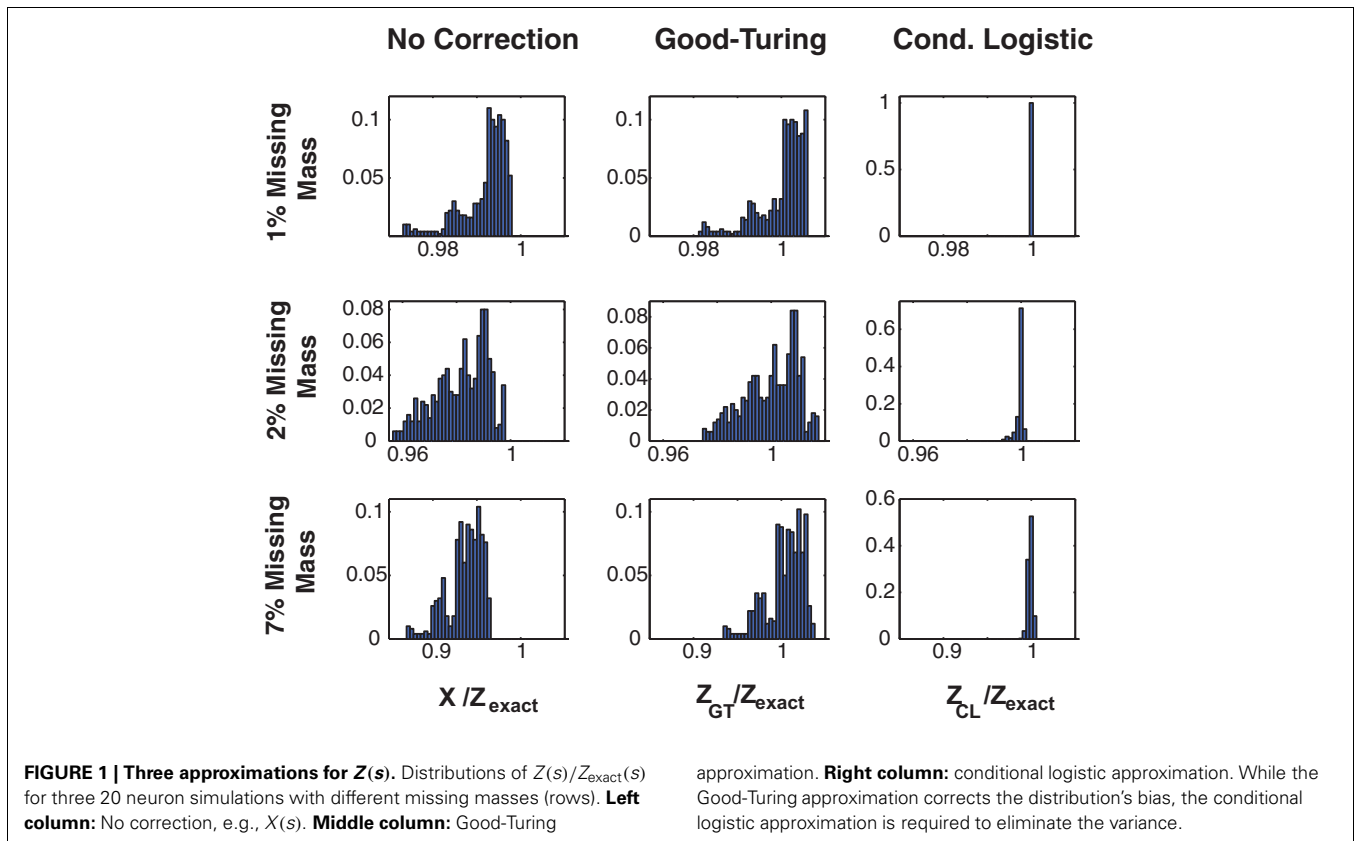 No Correction Good-Turing Cond. Logistic
1% Missing
Mass
0.1
0.05
0.98 1
0.1
0.05
0
0.98 1
1
0.5
0
0.98 1
2% Missing
Mass
0.08
0.06
0.04
0.02
0
0.96 1
0.08
0.06
0.04
0.02
0
0.96 1
0.6
0.4
0.2
0
0.96 1
7% Missing
Mass
0.1
0.05
0
0.9 1
0.1
0.05
0
0.9 1
0.6
0.4
0.2
0
0.9 1
X /Z exact
Z GT /Z exact
Z CL /Z exact
FIGURE 1 | Three approximations for Z(s). Distributions of Z(s)/Zexact(s)
for three 20 neuron simulations with different missing masses (rows). Left
column: No correction, e.g., X(s). Middle column: Good-Turing
approximation. Right column: conditional logistic approximation. While the
Good-Turing approximation corrects the distribution's bias, the conditional
logistic approximation is required to eliminate the variance.